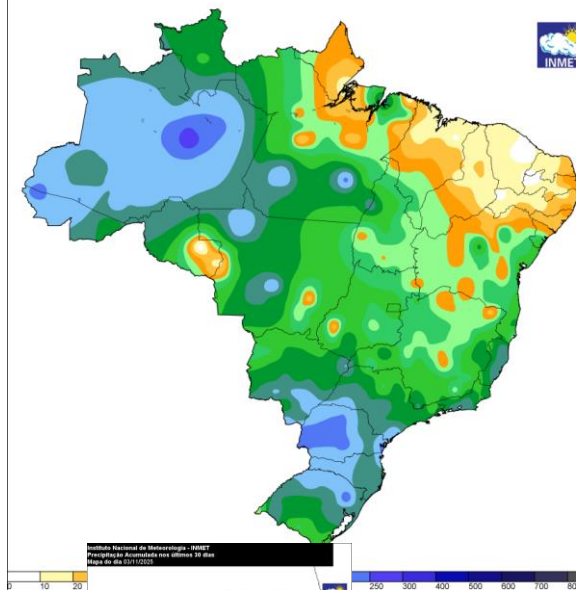 INMET
Instituto Nacional de Meteorologia - INMET
Precipitação Acumulada nos últimos 30 dias
Mapa do dia 03/11/2025
0 10 20 250 300 400 500 600 700 80